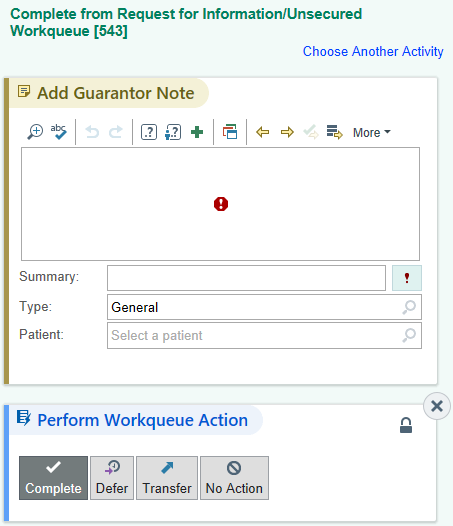 Complete from Request for Information/Unsecured
Workqueue [543]
Choose Another Activity
Add Guarantor Note
abc
? ? More
Summary:
Type: General
Patient: Select a patient
Perform Workqueue Action
Complete Defer Transfer No Action